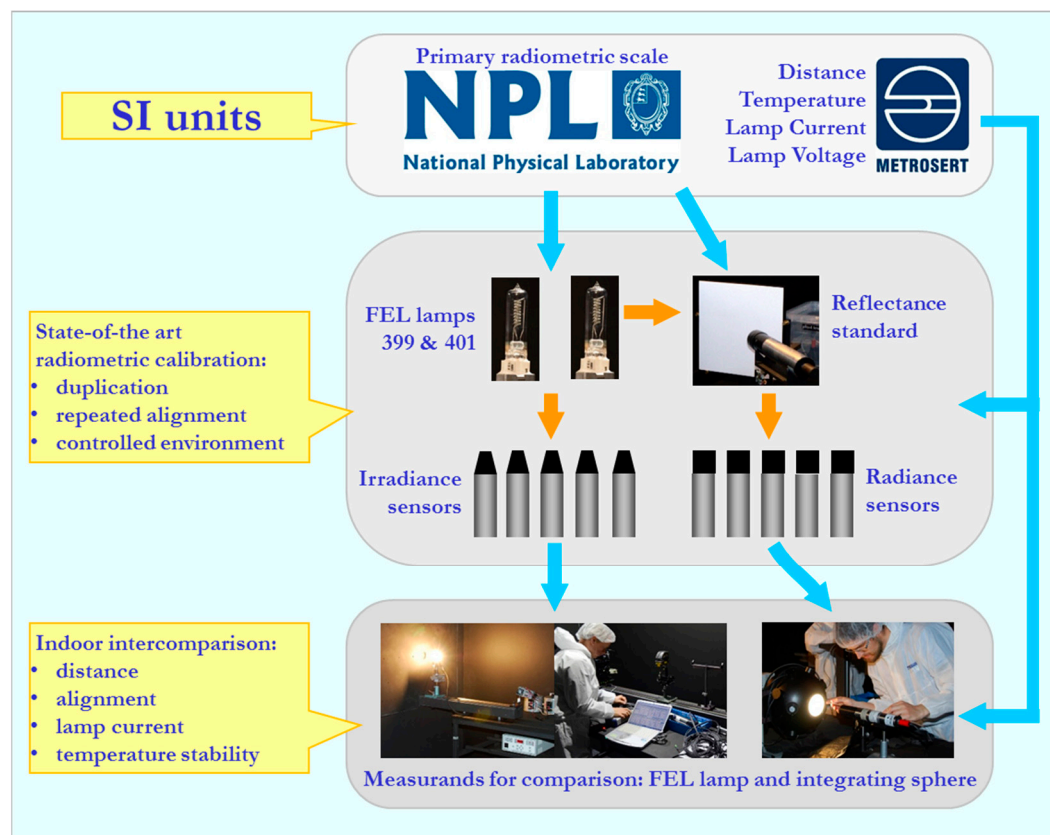 SI units
Primary radiometric scale
NPL
National Physical Laboratory
Distance
Temperature
Lamp Current
Lamp Voltage
METROSERT
State-of-the art
radiometric calibration:
• duplication
• repeated alignment
• controlled environment
FEL lamps
399 & 401
Reflectance
standard
Irradiance
sensors
Radiance
sensors
Indoor intercomparison:
• distance
• alignment
• lamp current
• temperature stability
Measurands for comparison: FEL lamp and integrating sphere